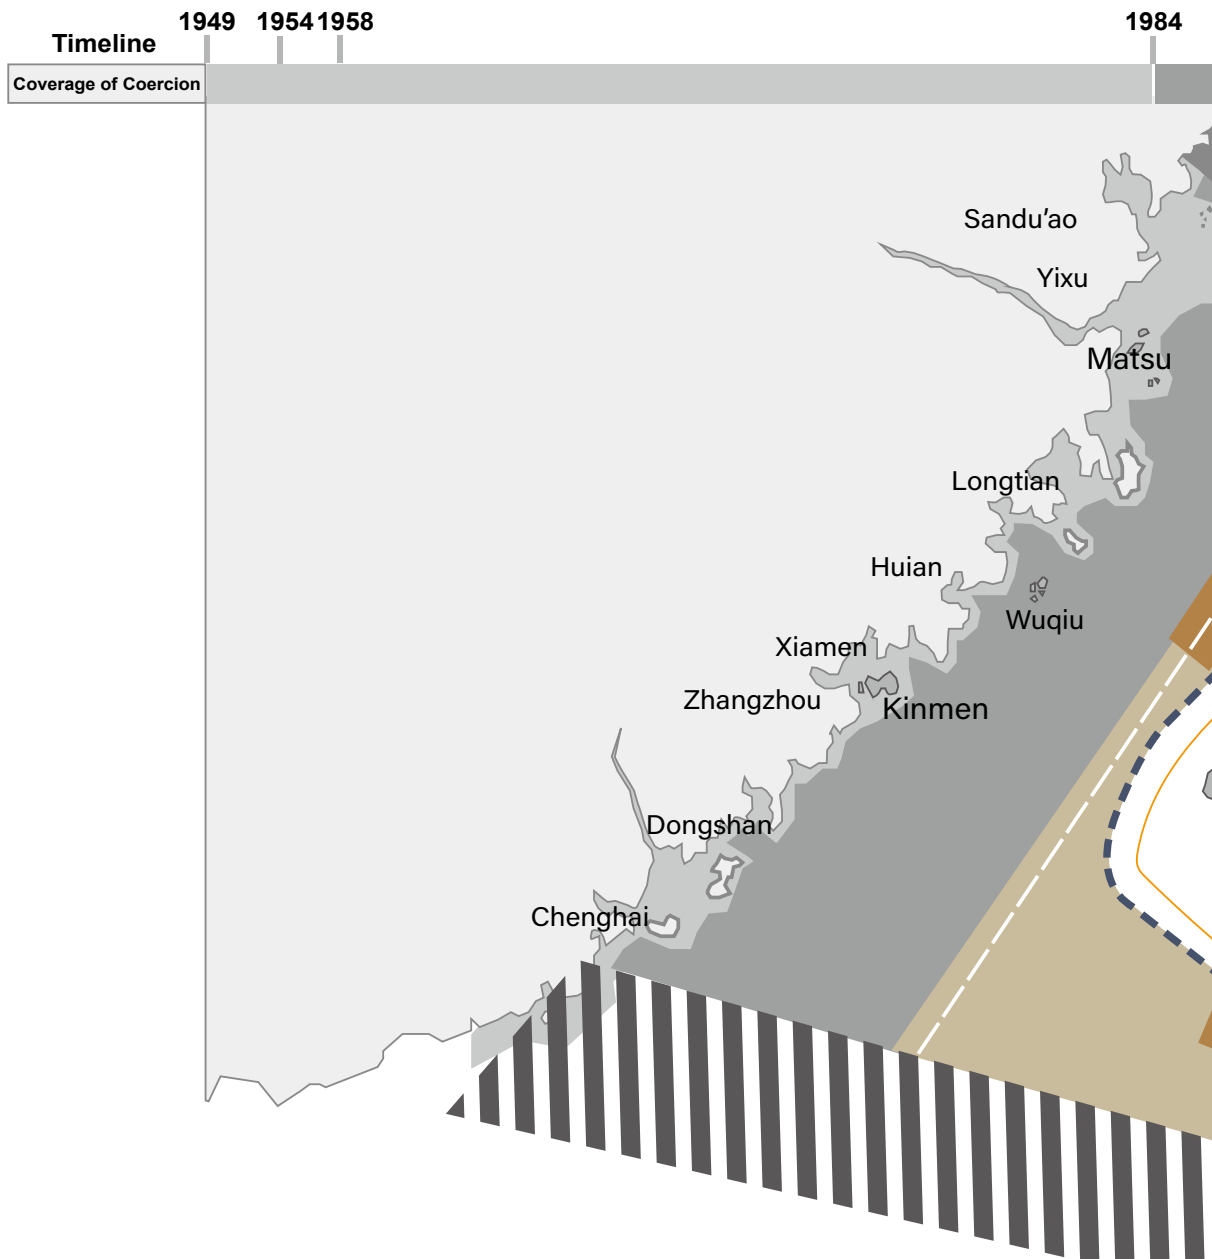 1949 1954 1958 1984
Timeline
Coverage of Coercion
Sandu'ao
Yixu
Matsu
Longtian
Huian
Wuqiu
Xiamen
Zhangzhou
Kinmen
Dongshan
Chenghai